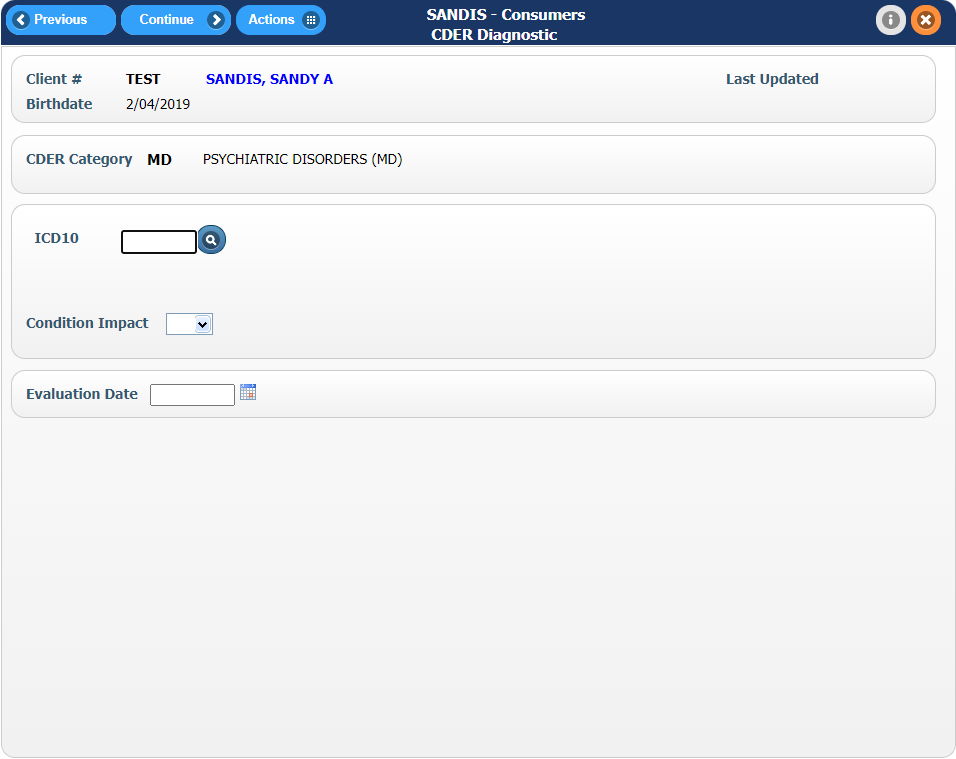 Previous Continue Actions SANDIS - Consumers
CDER Diagnostic
Client # TEST SANDIS, SANDY A Last Updated
Birthdate 2/04/2019
CDER Category MD PSYCHIATRIC DISORDERS (MD)
ICD10
Condition Impact
Evaluation Date